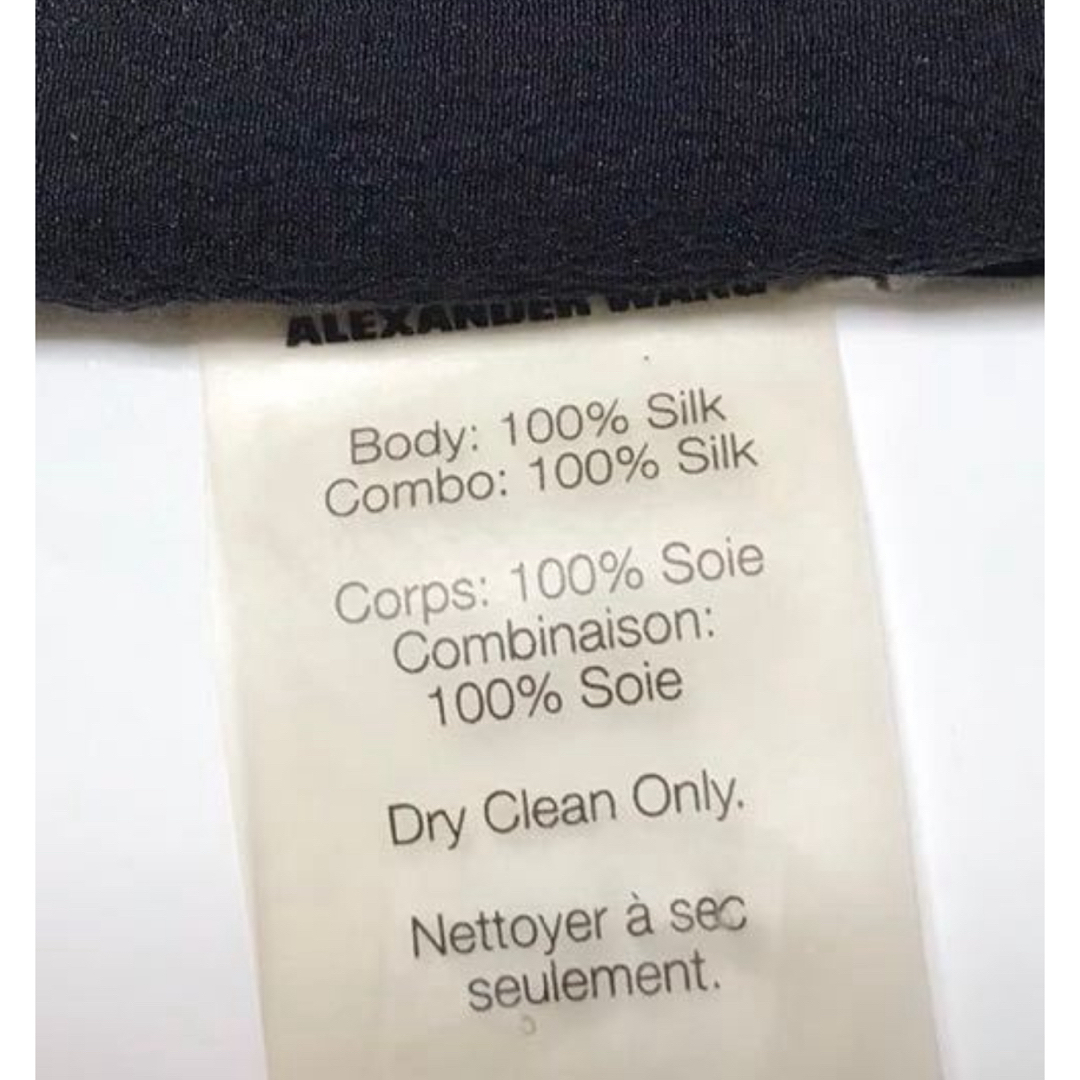 ALEXANDER WANG
Body: 100% Silk
Combo: 100% Silk
Corps: 100% Soie
Combinaison:
100% Soie
Dry Clean Only.
Nettoyer à sec
seulement.